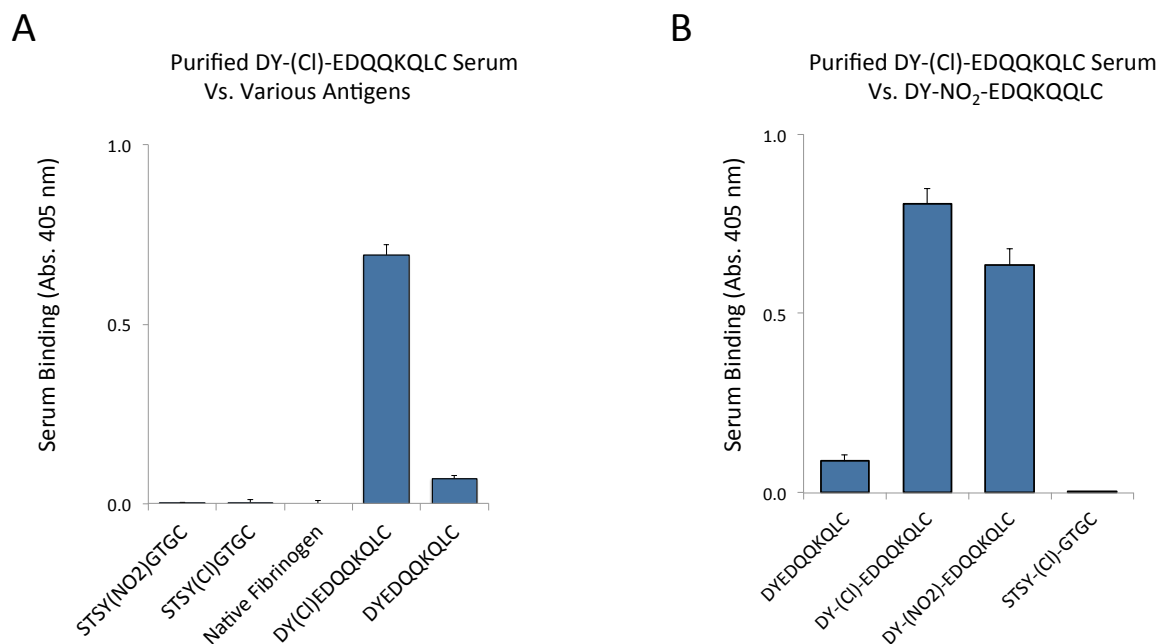 A
Purified DY-(Cl)-EDQQKQLC Serum
Vs. Various Antigens
Serum Binding (Abs. 405 nm)
1.0
0.5
0.0
STSY(NO2)GTGC
STSY(Cl)GTGC
Native Fibrinogen
DY(Cl)EDQQKQLC
DYEDQQKQLC
B
Purified DY-(Cl)-EDQQKQLC Serum
Vs. DY-NO₂-EDQKQQLC
Serum Binding (Abs. 405 nm)
1.0
0.5
0.0
DYEDQQKQLC
DY-(Cl)-EDQQKQLC
DY-(NO2)-EDQQKQLC
STSY-(Cl)-GTGC